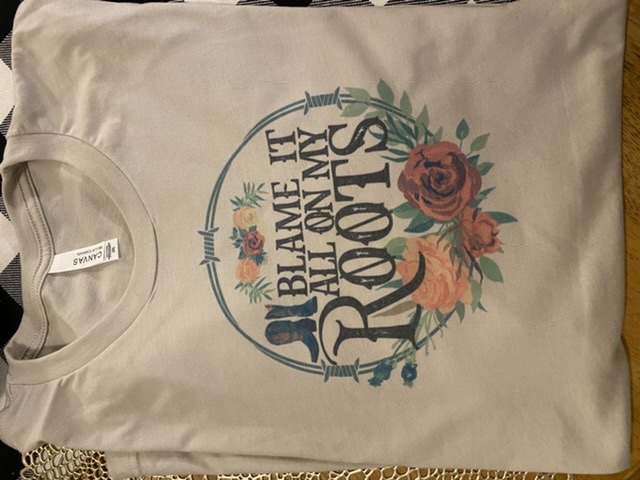 BLAME IT
ALL ON MY
ROOTS
CANVAS